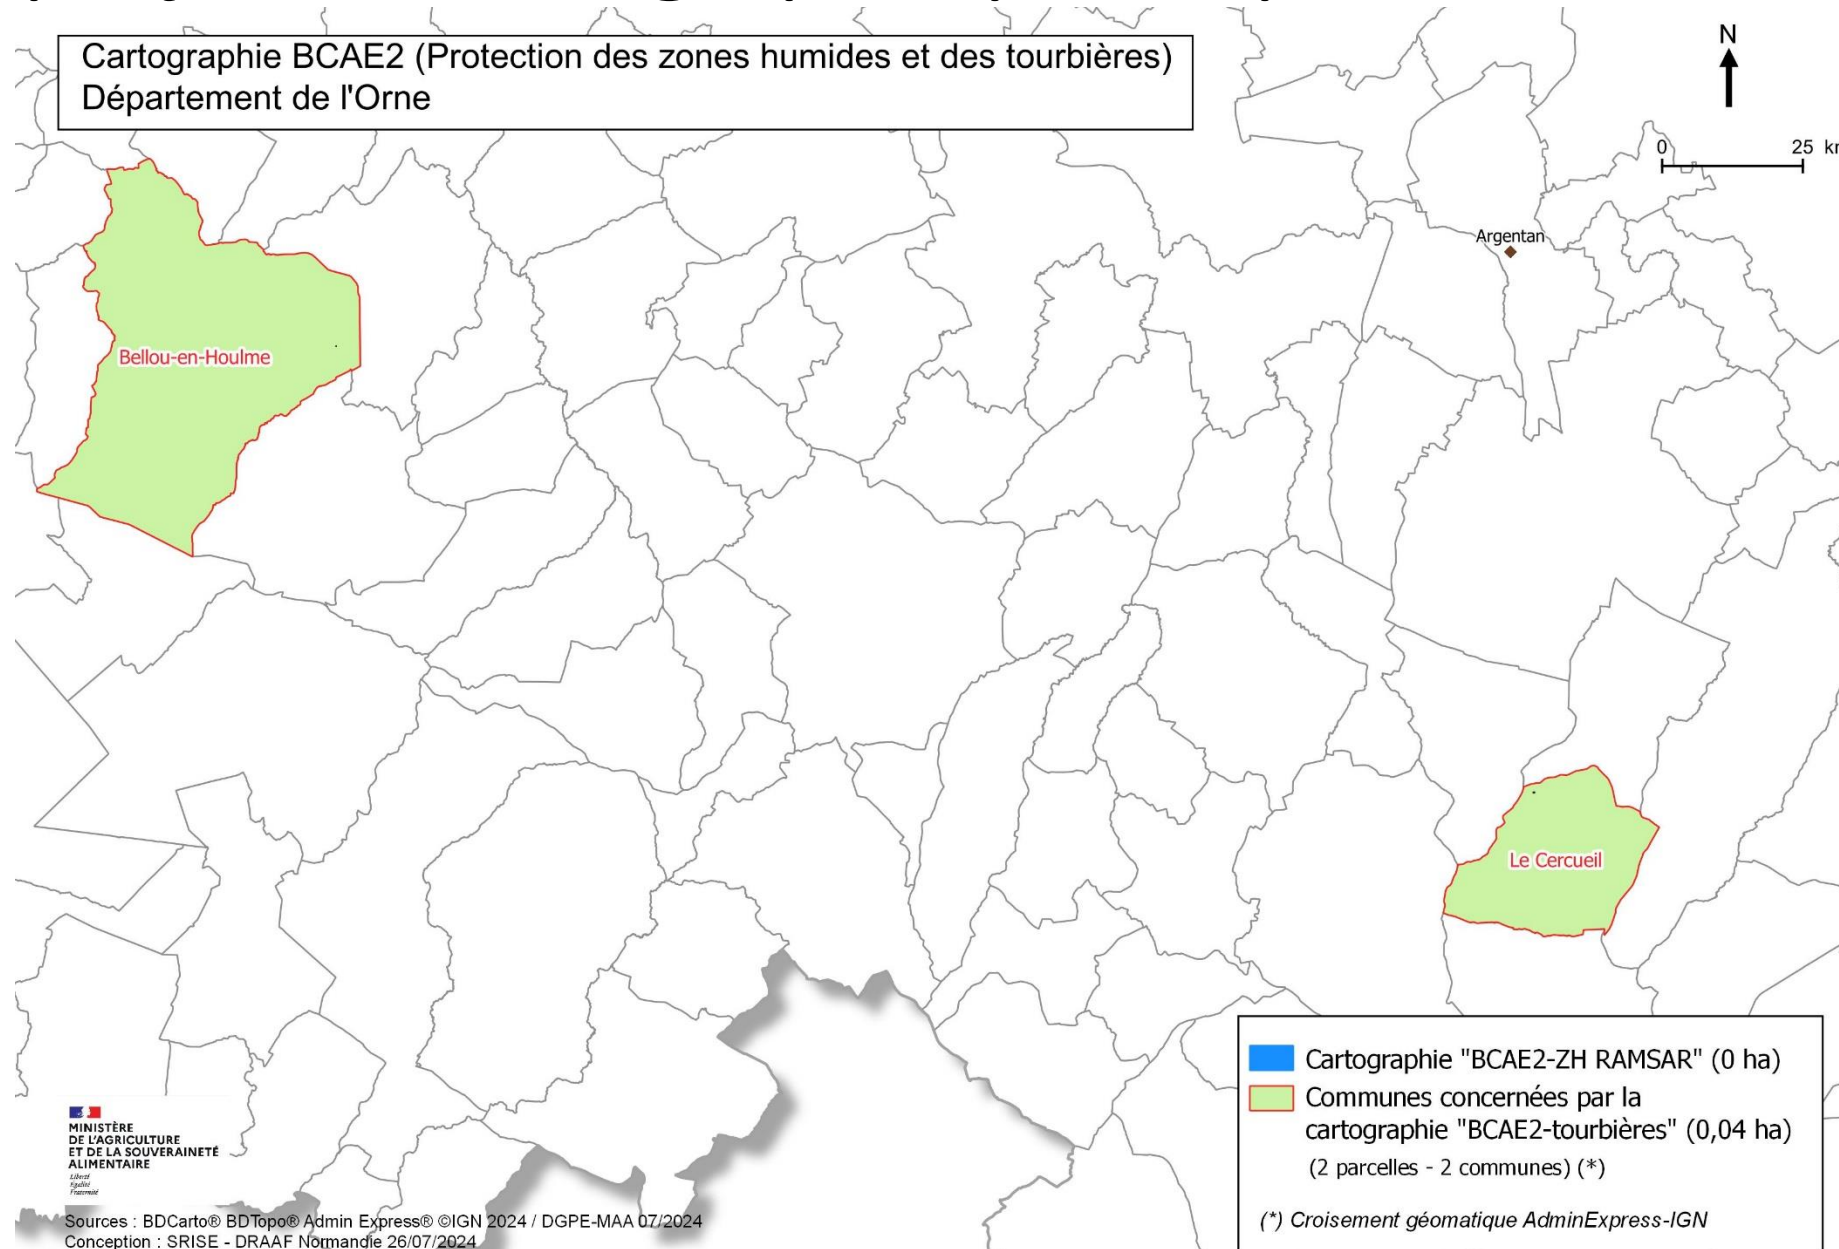 Cartographie BCAE2 (Protection des zones humides et des tourbières)
Département de l'Orne
N
0 25 km
Argentan
Bellou-en-Houlme
Le Cercueil
Cartographie "BCAE2-ZH RAMSAR" (0 ha)
Communes concernées par la
cartographie "BCAE2-tourbières" (0,04 ha)
(2 parcelles - 2 communes) (*)
(*) Croisement géomatique AdminExpress-IGN
MINISTÈRE
DE L'AGRICULTURE
ET DE LA SOUVERAINETÉ
ALIMENTAIRE
Liberté
Égalité
Fraternité
Sources : BDCarto® BDTopo® Admin Express® ©IGN 2024 / DGPE-MAA 07/2024
Conception : SRISE - DRAAF Normandie 26/07/2024